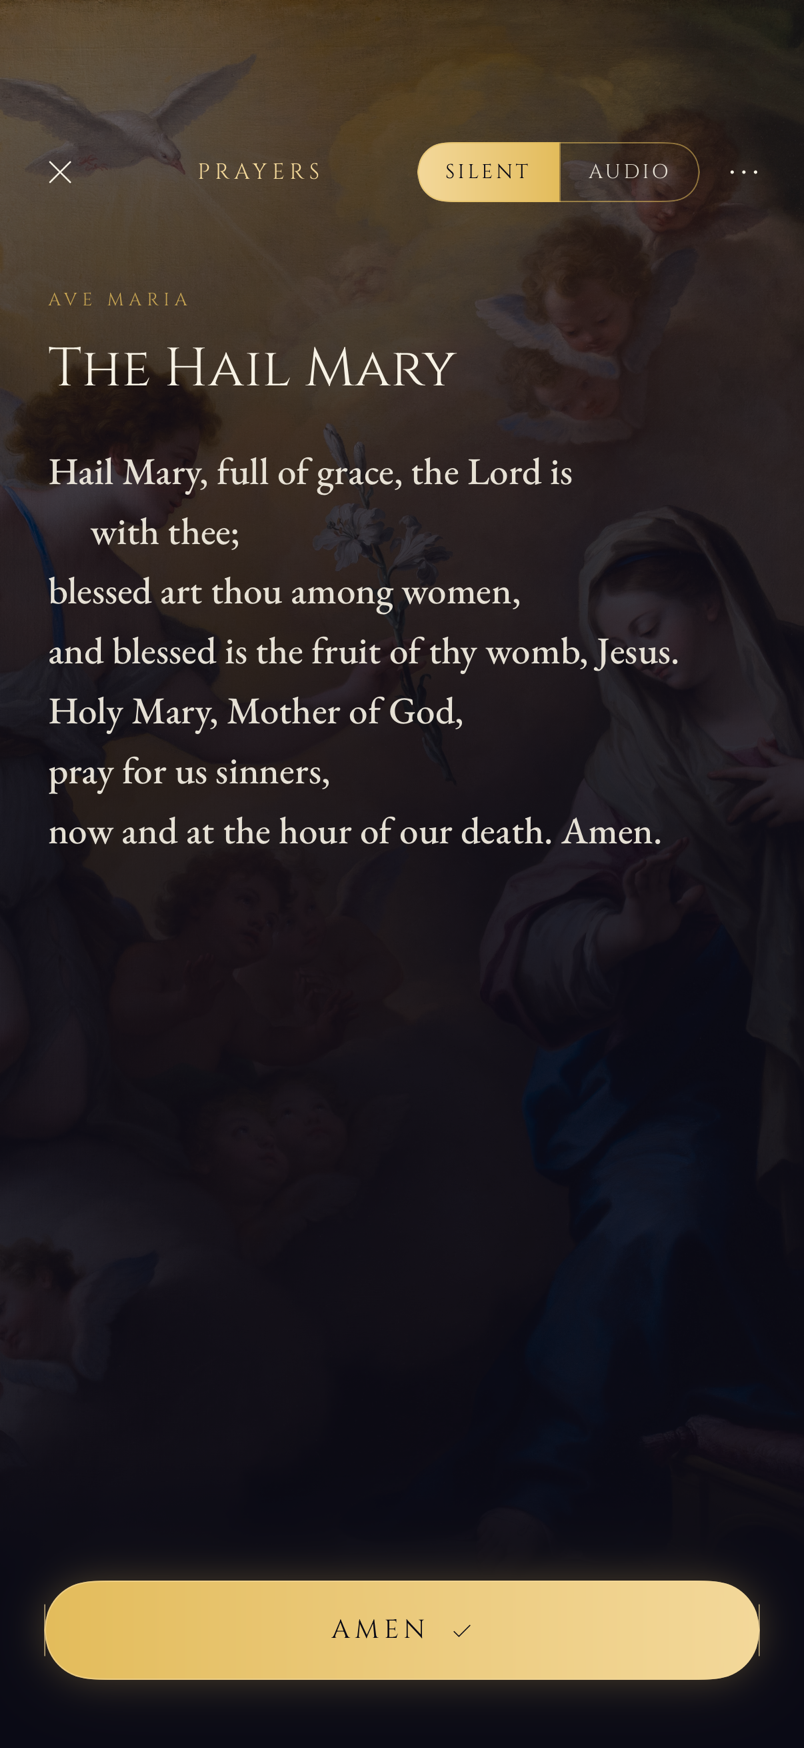 PRAYERS
SILENT
AUDIO
AVE MARIA
The Hail Mary
Hail Mary, full of grace, the Lord is
with thee;
blessed art thou among women,
and blessed is the fruit of thy womb, Jesus.
Holy Mary, Mother of God,
pray for us sinners,
now and at the hour of our death. Amen.
AMEN